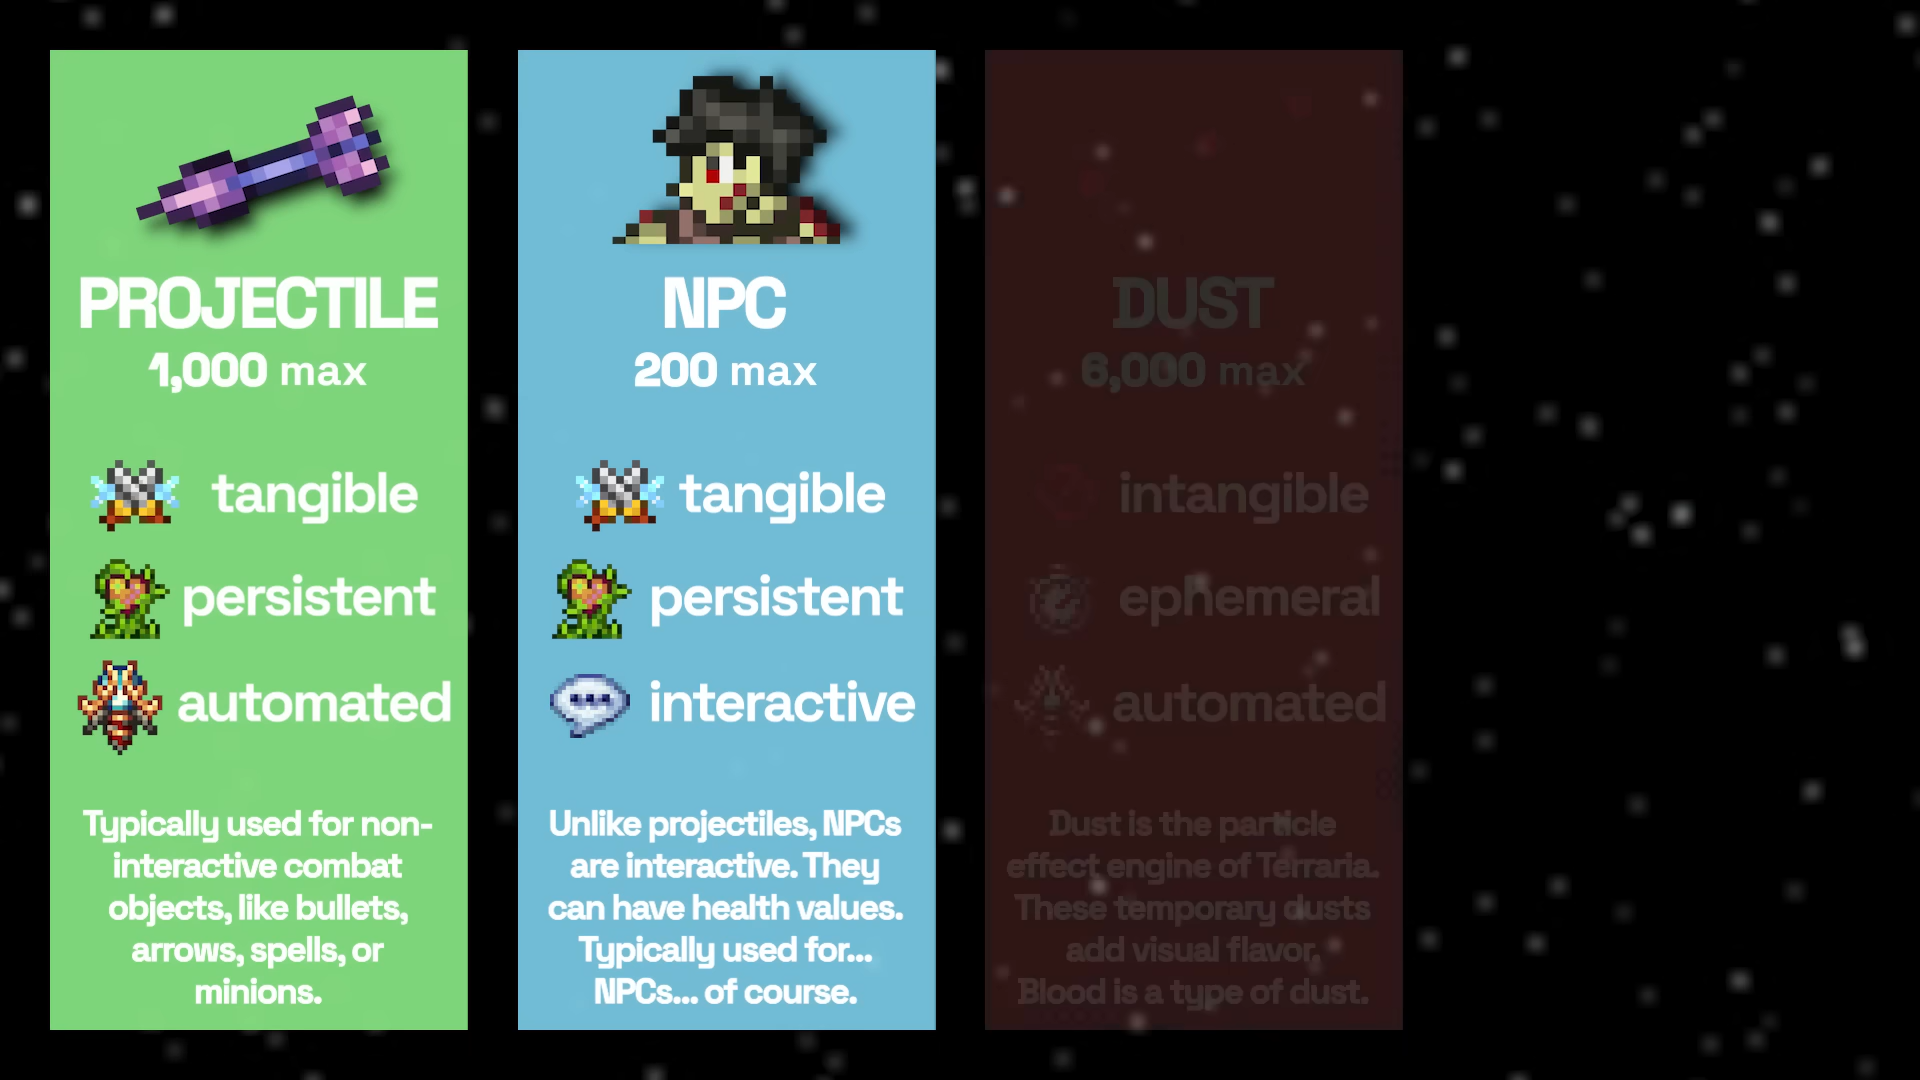 PROJECTILE
1,000 max
tangible
persistent
automated
Typically used for non-
interactive combat
objects, like bullets,
arrows, spells, or
minions.
NPC
200 max
tangible
persistent
interactive
Unlike projectiles, NPCs
are interactive. They
can have health values.
Typically used for...
NPCs... of course.
DUST
6,000 max
intangible
ephemeral
automated
Dust is the particle
effect engine of Terraria.
These temporary dusts
add visual flavor.
Blood is a type of dust.